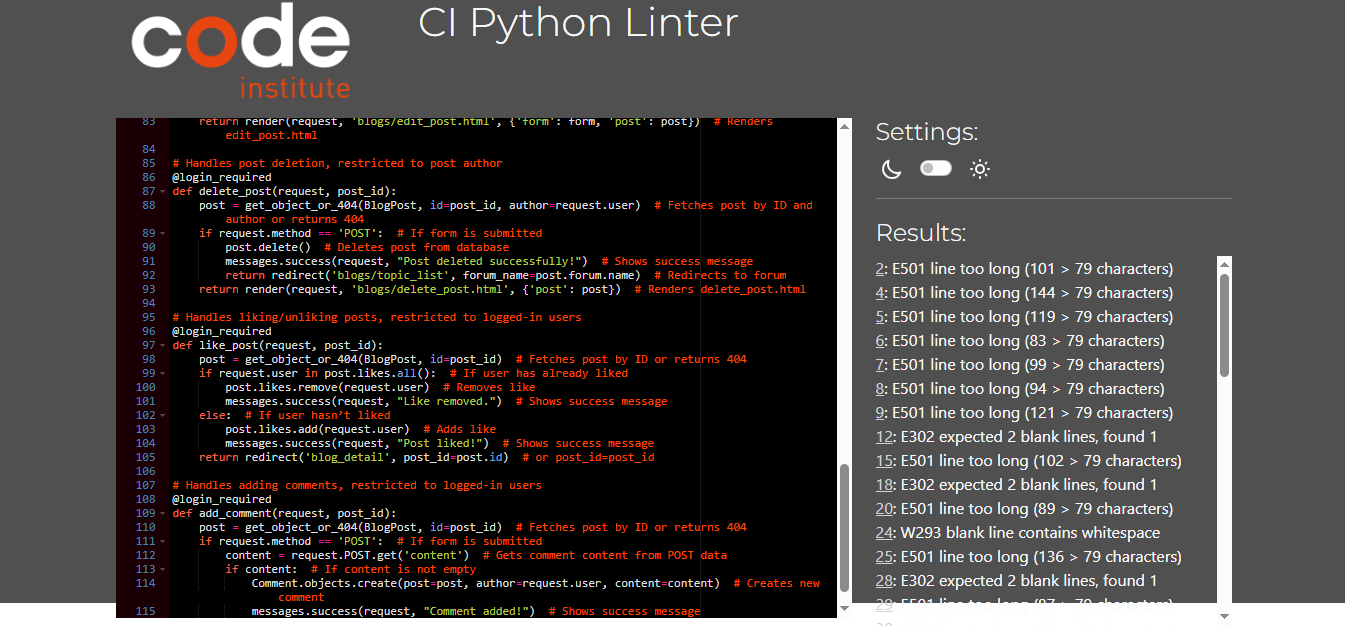 code
institute
CI Python Linter
83 return render(request, 'blogs/edit_post.html', {'form': form, 'post': post})  # Renders
edit_post.html
84
85 # Handles post deletion, restricted to post author
86 @login_required
87 def delete_post(request, post_id):
88 post = get_object_or_404(BlogPost, id=post_id, author=request.user)  # Fetches post by ID and
author or returns 404
89 if request.method == 'POST':  # If form is submitted
90 post.delete()  # Deletes post from database
91 messages.success(request, "Post deleted successfully!")  # Shows success message
92 return redirect('blogs/topic_list', forum_name=post.forum.name)  # Redirects to forum
93 return render(request, 'blogs/delete_post.html', {'post': post})  # Renders delete_post.html
94
95 # Handles liking/unliking posts, restricted to logged-in users
96 @login_required
97 def like_post(request, post_id):
98 post = get_object_or_404(BlogPost, id=post_id)  # Fetches post by ID or returns 404
99 if request.user in post.likes.all():  # If user has already liked
100 post.likes.remove(request.user)  # Removes like
101 messages.success(request, "Like removed.")  # Shows success message
102 else:  # If user hasn’t liked
103 post.likes.add(request.user)  # Adds like
104 messages.success(request, "Post liked!")  # Shows success message
105 return redirect('blog_detail', post_id=post.id)  # or post_id=post_id
106
107 # Handles adding comments, restricted to logged-in users
108 @login_required
109 def add_comment(request, post_id):
110 post = get_object_or_404(BlogPost, id=post_id)  # Fetches post by ID or returns 404
111 if request.method == 'POST':  # If form is submitted
112 content = request.POST.get('content')  # Gets comment content from POST data
113 if content:  # If content is not empty
114 Comment.objects.create(post=post, author=request.user, content=content)  # Creates new
comment
115 messages.success(request, "Comment added!")  # Shows success message
Settings:
Results:
2: E501 line too long (101 > 79 characters)
4: E501 line too long (144 > 79 characters)
5: E501 line too long (119 > 79 characters)
6: E501 line too long (83 > 79 characters)
7: E501 line too long (99 > 79 characters)
8: E501 line too long (94 > 79 characters)
9: E501 line too long (121 > 79 characters)
12: E302 expected 2 blank lines, found 1
15: E501 line too long (102 > 79 characters)
18: E302 expected 2 blank lines, found 1
20: E501 line too long (89 > 79 characters)
24: W293 blank line contains whitespace
25: E501 line too long (136 > 79 characters)
28: E302 expected 2 blank lines, found 1
29: E501 line too long (87 > 79 characters)